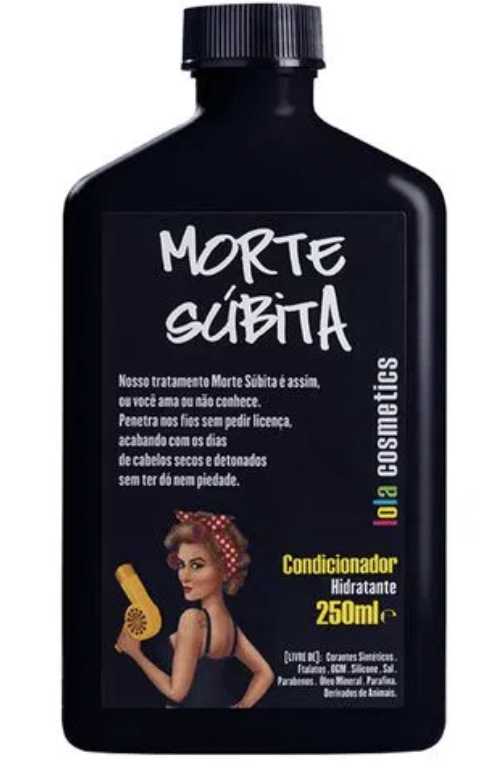 MORTE
SÚBITA
Nosso tratamento Morte Súbita é assim,
ou você ama ou não conhece.
Penetra nos fios sem pedir licença,
acabando com os dias
de cabelos secos e detonados
sem ter dó nem piedade.
lola cosmetics
Condicionador
Hidratante
250ml e
[LIVRE DE]: Corantes Sintéticos .
Ftalatos . OGM . Silicone . Sal .
Parabenos . Óleo Mineral . Parafina.
Derivados de Animais.